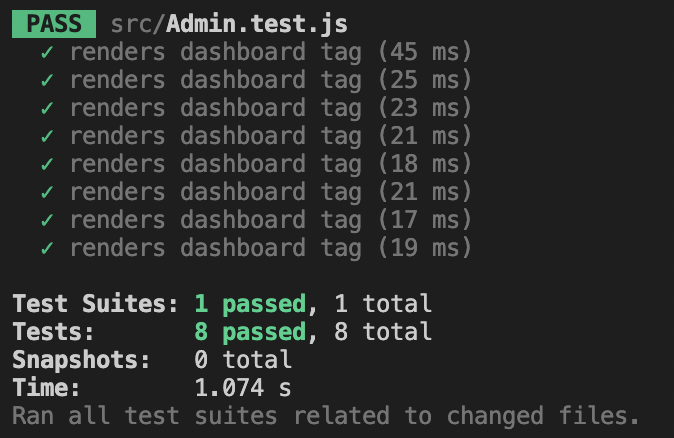 PASS src/Admin.test.js
✓ renders dashboard tag (45 ms)
✓ renders dashboard tag (25 ms)
✓ renders dashboard tag (23 ms)
✓ renders dashboard tag (21 ms)
✓ renders dashboard tag (18 ms)
✓ renders dashboard tag (21 ms)
✓ renders dashboard tag (17 ms)
✓ renders dashboard tag (19 ms)
Test Suites: 1 passed, 1 total
Tests: 8 passed, 8 total
Snapshots: 0 total
Time: 1.074 s
Ran all test suites related to changed files.